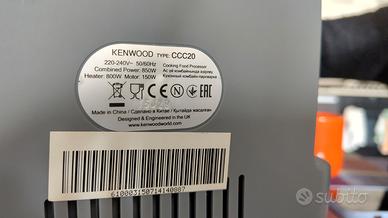 KENWOOD TYPE: CCC20
220-240V~ 50/60Hz Cooking Food Processor
Combined Power: 850W
Heater: 800W Motor: 150W
Made in China / Сделано в Китае / Қытайда жасалған
Designed & Engineered in the UK
www.kenwoodworld.com
subito